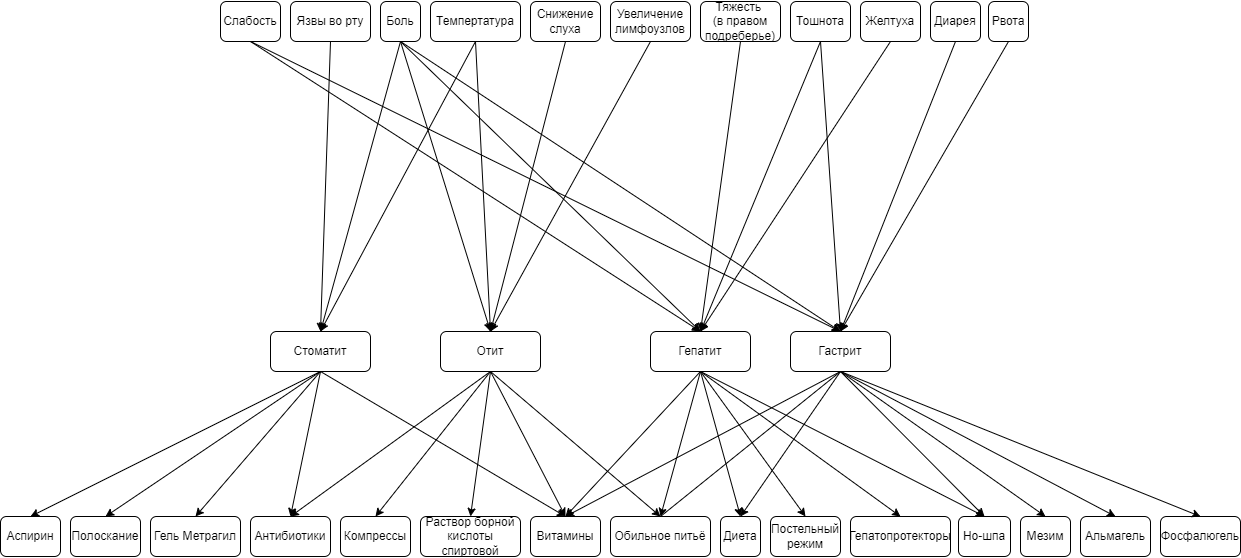 Слабость
Язвы во рту
Боль
Темпертатура
Снижение
слуха
Увеличение
лимфоузлов
Тяжесть
(в правом
подреберье)
Тошнота
Желтуха
Диарея
Рвота
Стоматит
Отит
Гепатит
Гастрит
Аспирин
Полоскание
Гель Метрагил
Антибиотики
Компрессы
Раствор борной
кислоты
спиртовой
Витамины
Обильное питьё
Диета
Постельный
режим
Гепатопротекторы
Но-шпа
Мезим
Альмагель
Фосфалюгель